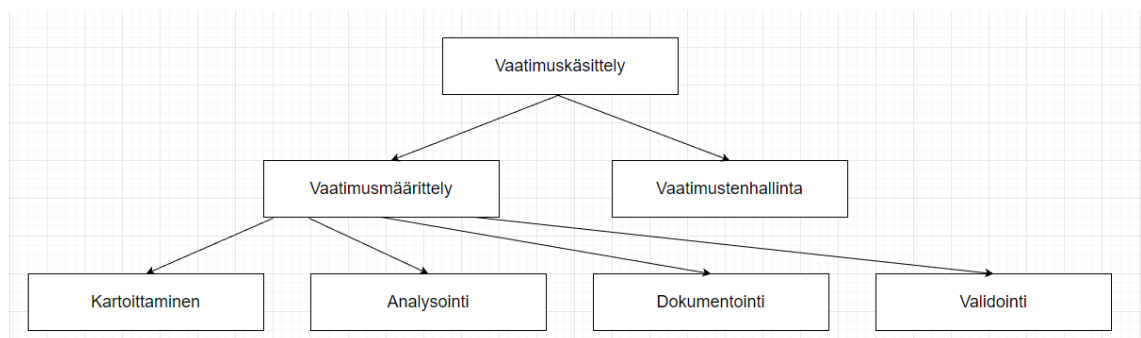 Vaatimuskäsittely
Vaatimusmäärittely
Vaatimustenhallinta
Kartoittaminen
Analysointi
Dokumentointi
Validointi